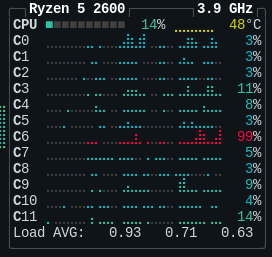 Ryzen 5 2600 3.9 GHz
CPU 14% 48°C
C0 3%
C1 3%
C2 3%
C3 11%
C4 8%
C5 3%
C6 99%
C7 5%
C8 3%
C9 9%
C10 4%
C11 14%
Load AVG: 0.93 0.71 0.63